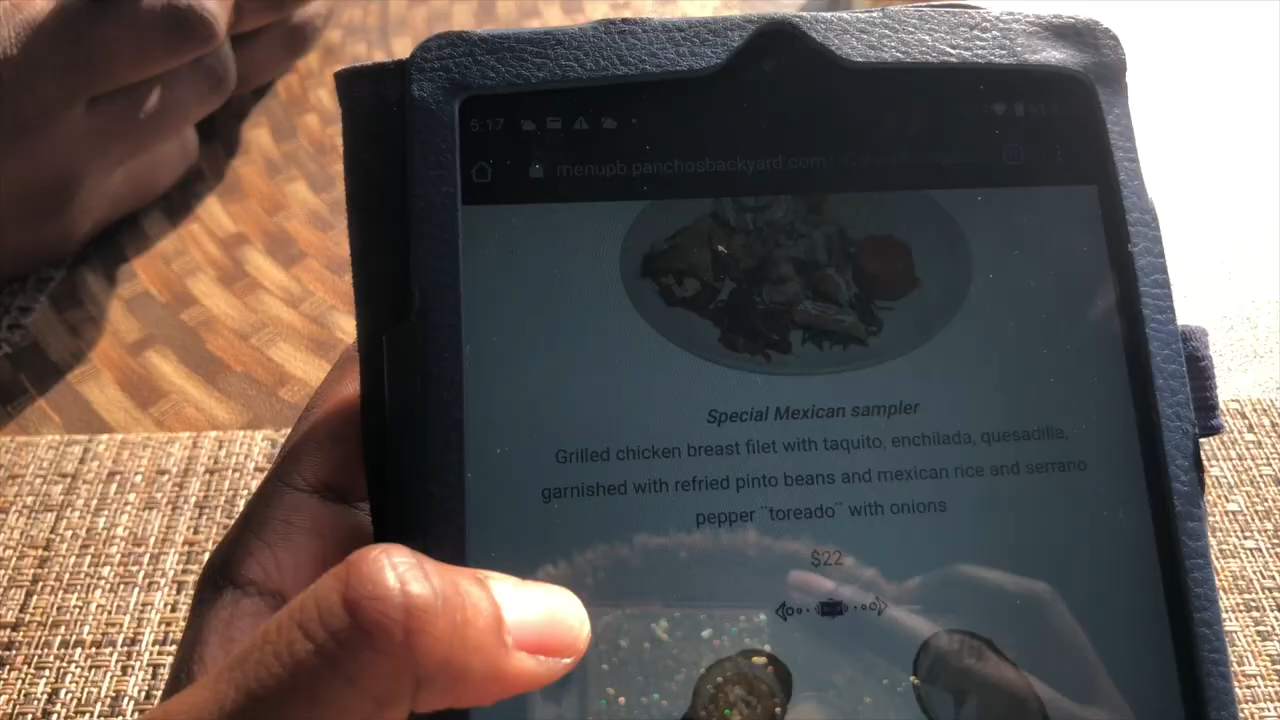 5:17
menupb.panchosbackyard.com/
Special Mexican sampler
Grilled chicken breast filet with taquito, enchilada, quesadilla,
garnished with refried pinto beans and mexican rice and serrano
pepper ¨toreado¨ with onions
$22